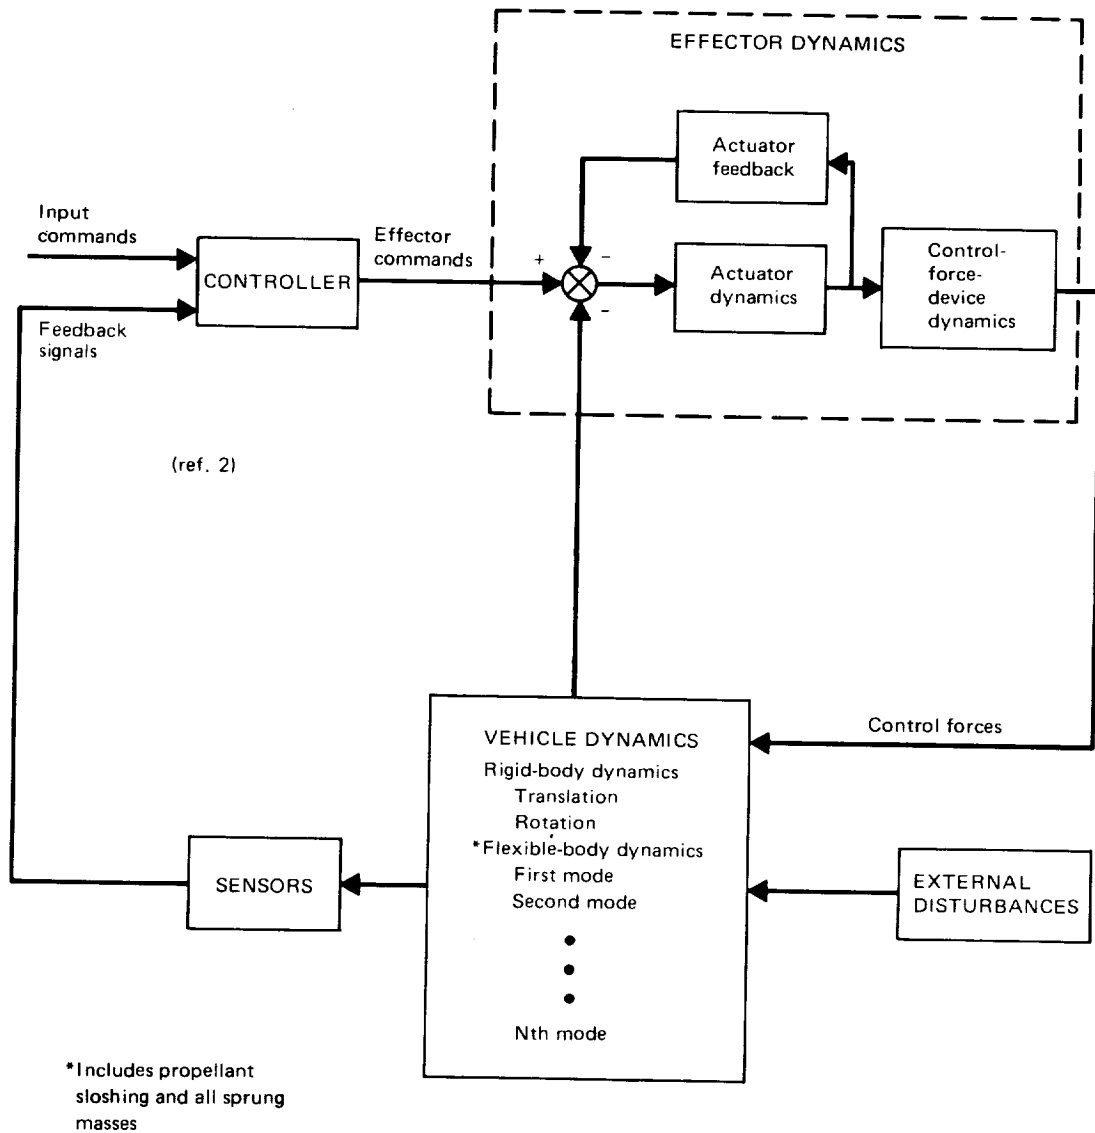 EFFECTOR DYNAMICS
Actuator
feedback
Input
commands
Effector
commands
+
−
CONTROLLER
Actuator
dynamics
Control-
force-
device
dynamics
−
Feedback
signals
(ref. 2)
VEHICLE DYNAMICS
Rigid-body dynamics
Translation
Rotation
*Flexible-body dynamics
First mode
Second mode
Nth mode
Control forces
SENSORS
EXTERNAL
DISTURBANCES
*Includes propellant
sloshing and all sprung
masses